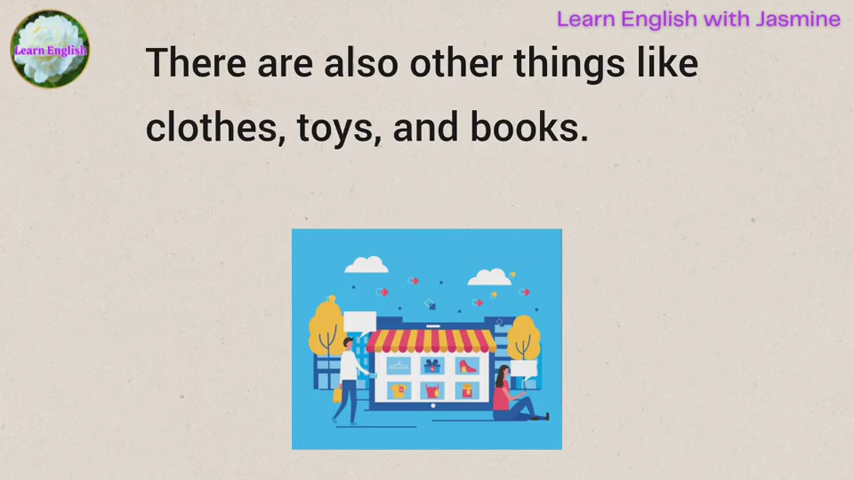 Learn English with Jasmine
Learn English
There are also other things like
clothes, toys, and books.